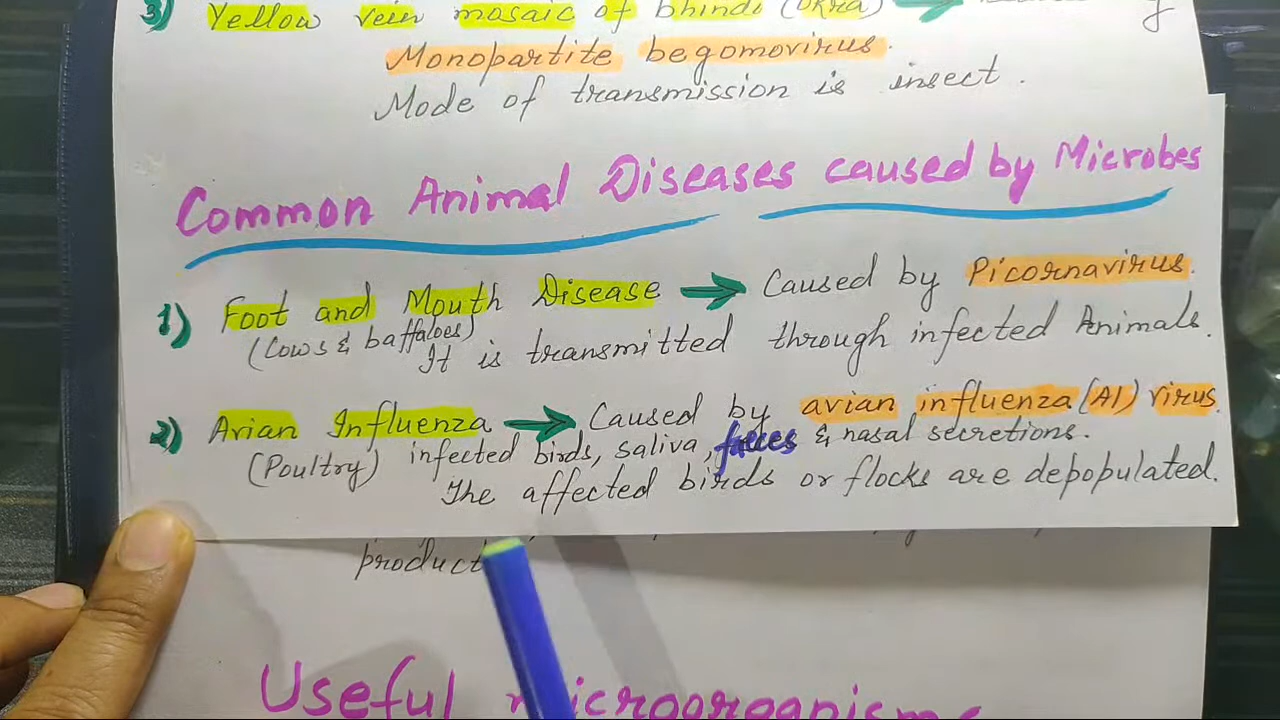 3) Yellow vein mosaic of bhindi (Okra) →
Monopartite begomovirus.
Mode of transmission is insect.
Common Animal Diseases caused by Microbes
1) Foot and Mouth Disease → Caused by Picornavirus.
(Cows & baffaloes) It is transmitted through infected Animals.
2) Avian Influenza → Caused by avian influenza (AI) virus.
(Poultry) infected birds, saliva, faeces & nasal secretions.
The affected birds or flocks are depopulated.
product
Useful microorganisms